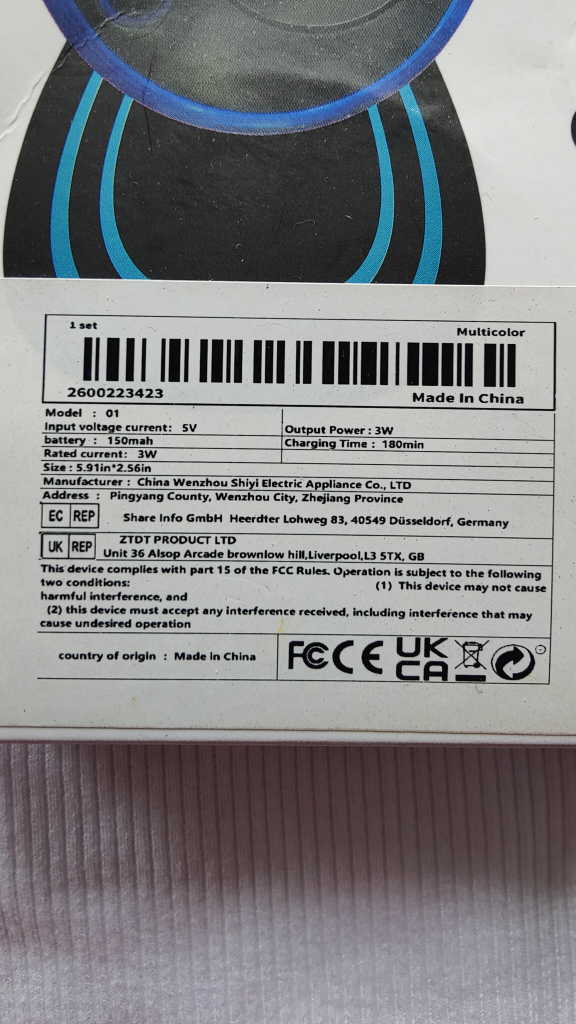 1 set
Multicolor
2600223423
Made In China
Model : 01
Input voltage current: 5V
Output Power : 3W
battery : 150mah
Charging Time : 180min
Rated current: 3W
Size : 5.91in*2.56in
Manufacturer : China Wenzhou Shiyi Electric Appliance Co., LTD
Address : Pingyang County, Wenzhou City, Zhejiang Province
EC REP
Share Info GmbH Heerdter Lohweg 83, 40549 Düsseldorf, Germany
UK REP
ZTDT PRODUCT LTD
Unit 36 Alsop Arcade brownlow hill,Liverpool,L3 5TX, GB
This device complies with part 15 of the FCC Rules. Operation is subject to the following
two conditions: (1) This device may not cause
harmful interference, and
(2) this device must accept any interference received, including interference that may
cause undesired operation
country of origin : Made in China
FC CE UK
CA